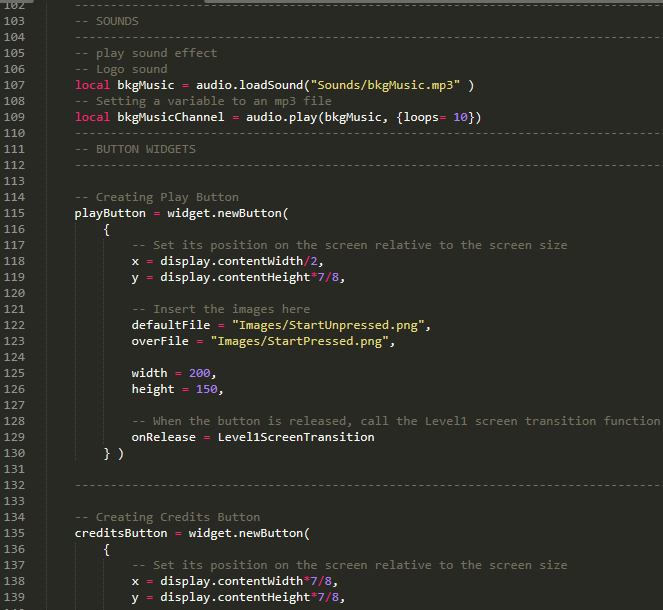 102 --------------------------------------------------------------------------------
103 -- SOUNDS
104 --------------------------------------------------------------------------------
105 -- play sound effect
106 -- Logo sound
107 local bkgMusic = audio.loadSound("Sounds/bkgMusic.mp3" )
108 -- Setting a variable to an mp3 file
109 local bkgMusicChannel = audio.play(bkgMusic, {loops= 10})
110 --------------------------------------------------------------------------------
111 -- BUTTON WIDGETS
112 --------------------------------------------------------------------------------
113
114 -- Creating Play Button
115 playButton = widget.newButton(
116 {
117 -- Set its position on the screen relative to the screen size
118 x = display.contentWidth/2,
119 y = display.contentHeight*7/8,
120
121 -- Insert the images here
122 defaultFile = "Images/StartUnpressed.png",
123 overFile = "Images/StartPressed.png",
124
125 width = 200,
126 height = 150,
127
128 -- When the button is released, call the Level1 screen transition function
129 onRelease = Level1ScreenTransition
130 } )
131
132 --------------------------------------------------------------------------------
133
134 -- Creating Credits Button
135 creditsButton = widget.newButton(
136 {
137 -- Set its position on the screen relative to the screen size
138 x = display.contentWidth*7/8,
139 y = display.contentHeight*7/8,